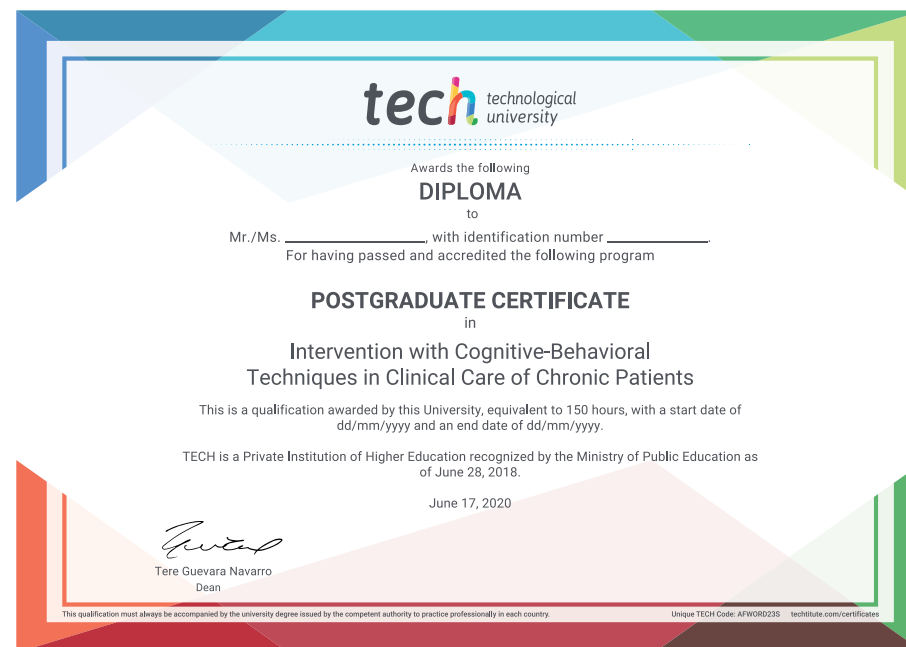 tech technological
university
Awards the following
DIPLOMA
to
Mr./Ms. ____________________, with identification number ______________.
For having passed and accredited the following program
POSTGRADUATE CERTIFICATE
in
Intervention with Cognitive-Behavioral
Techniques in Clinical Care of Chronic Patients
This is a qualification awarded by this University, equivalent to 150 hours, with a start date of
dd/mm/yyyy and an end date of dd/mm/yyyy.
TECH is a Private Institution of Higher Education recognized by the Ministry of Public Education as
of June 28, 2018.
June 17, 2020
Tere Guevara Navarro
Dean
This qualification must always be accompanied by the university degree issued by the competent authority to practice professionally in each country.
Unique TECH Code: AFWORD23S techtitute.com/certificates